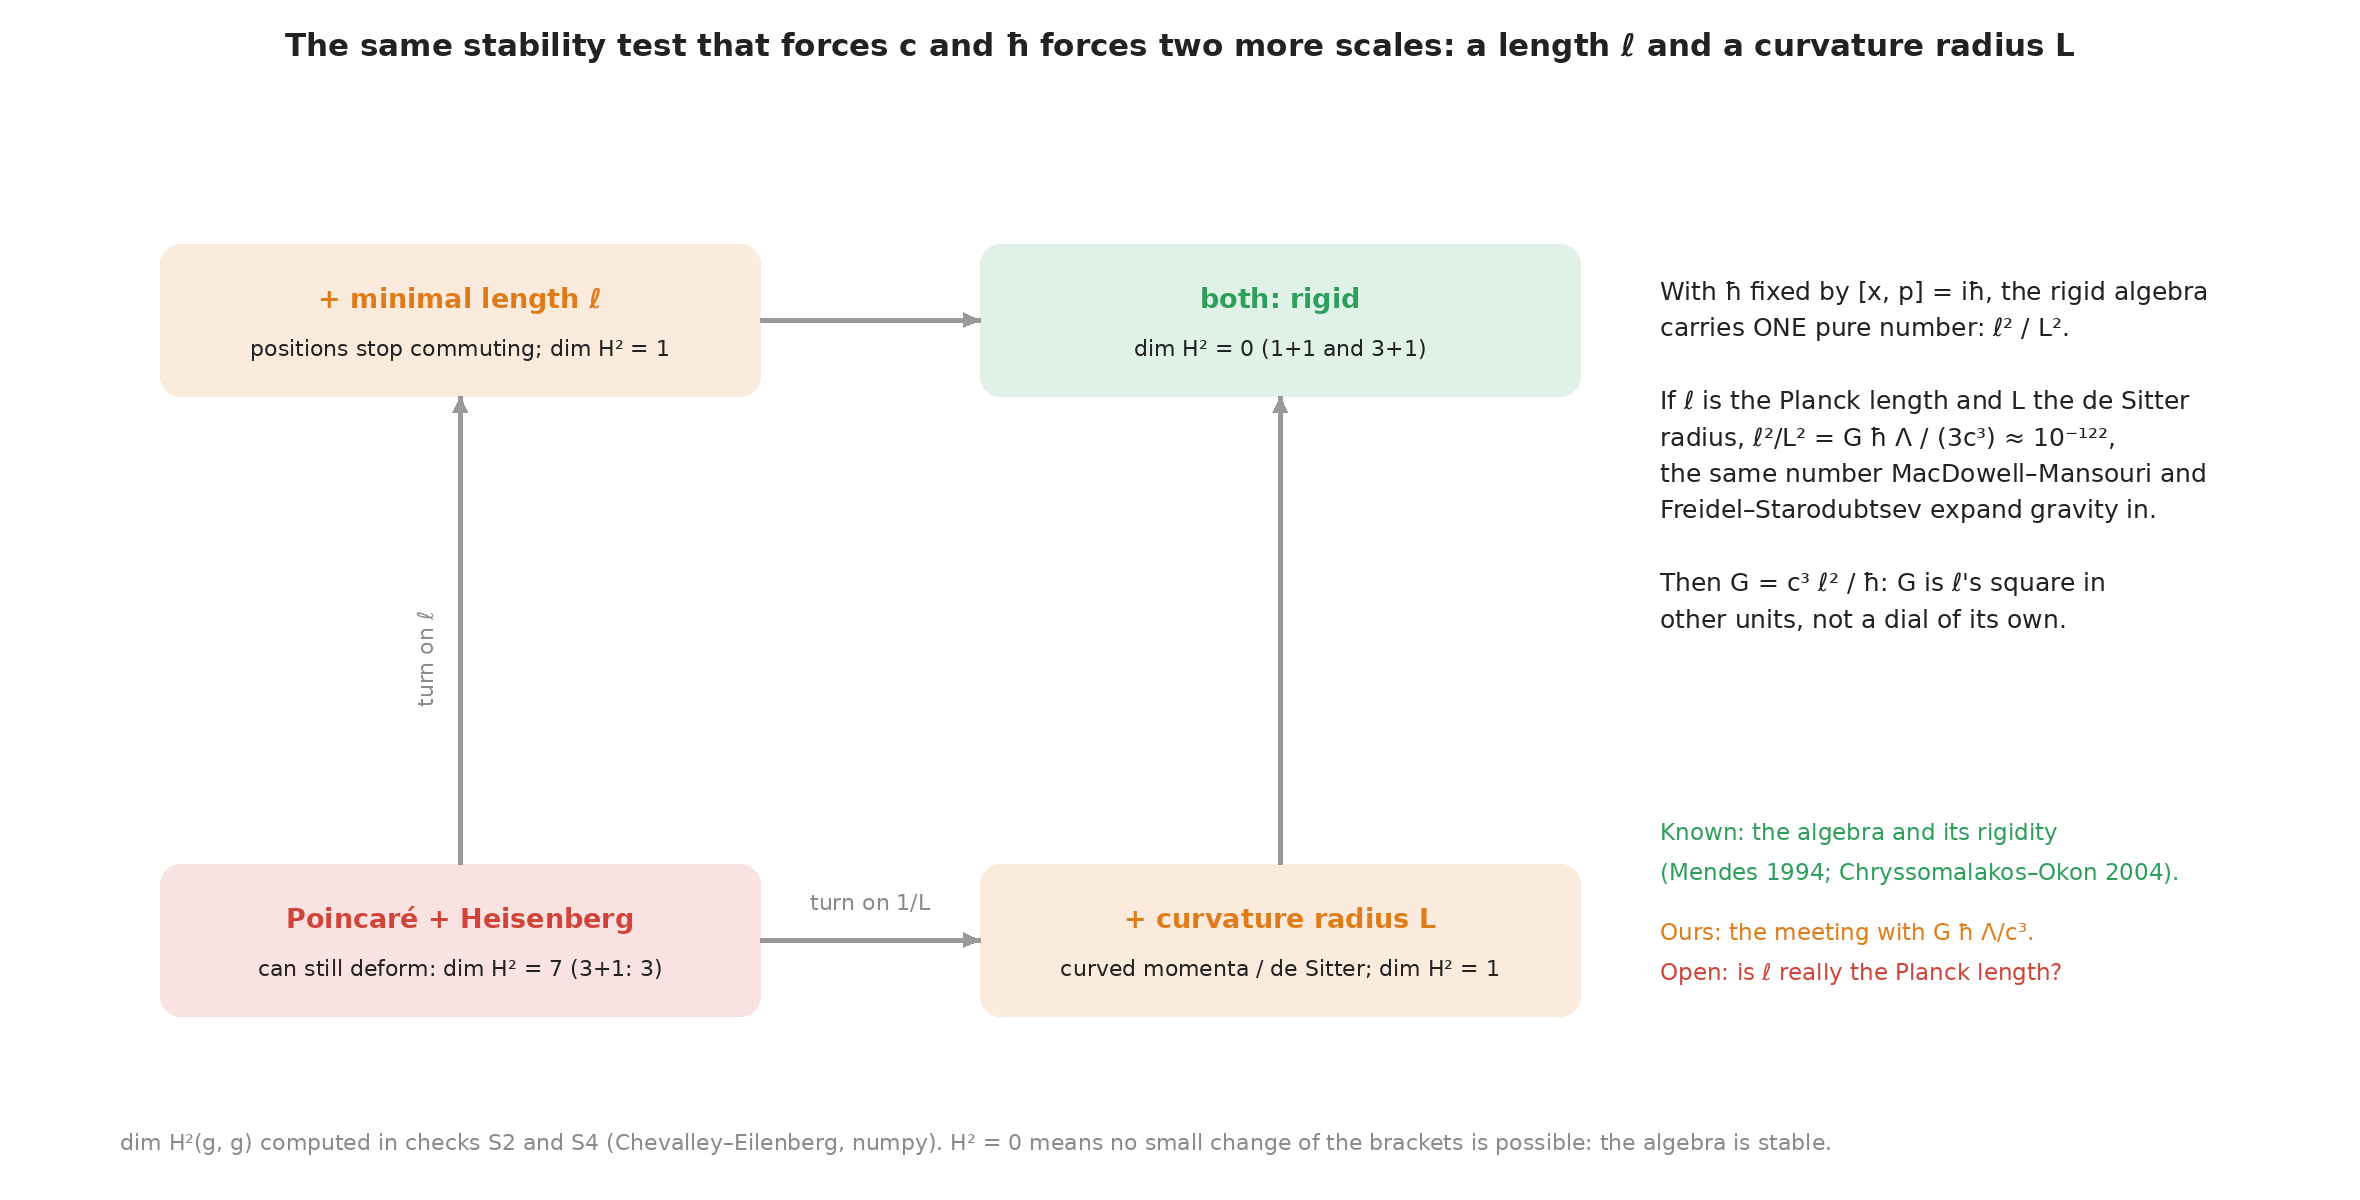 The same stability test that forces c and ħ forces two more scales: a length ℓ and a curvature radius L
+ minimal length ℓ
positions stop commuting; dim H² = 1
both: rigid
dim H² = 0 (1+1 and 3+1)
With ħ fixed by [x, p] = iħ, the rigid algebra
carries ONE pure number: ℓ² / L².
If ℓ is the Planck length and L the de Sitter
radius, ℓ²/L² = G ħ Λ / (3c³) ≈ 10⁻¹²²,
the same number MacDowell–Mansouri and
Freidel–Starodubtsev expand gravity in.
Then G = c³ ℓ² / ħ: G is ℓ's square in
other units, not a dial of its own.
turn on ℓ
Poincaré + Heisenberg
can still deform: dim H² = 7 (3+1: 3)
turn on 1/L
+ curvature radius L
curved momenta / de Sitter; dim H² = 1
Known: the algebra and its rigidity
(Mendes 1994; Chryssomalakos–Okon 2004).
Ours: the meeting with G ħ Λ/c³.
Open: is ℓ really the Planck length?
dim H²(g, g) computed in checks S2 and S4 (Chevalley–Eilenberg, numpy). H² = 0 means no small change of the brackets is possible: the algebra is stable.